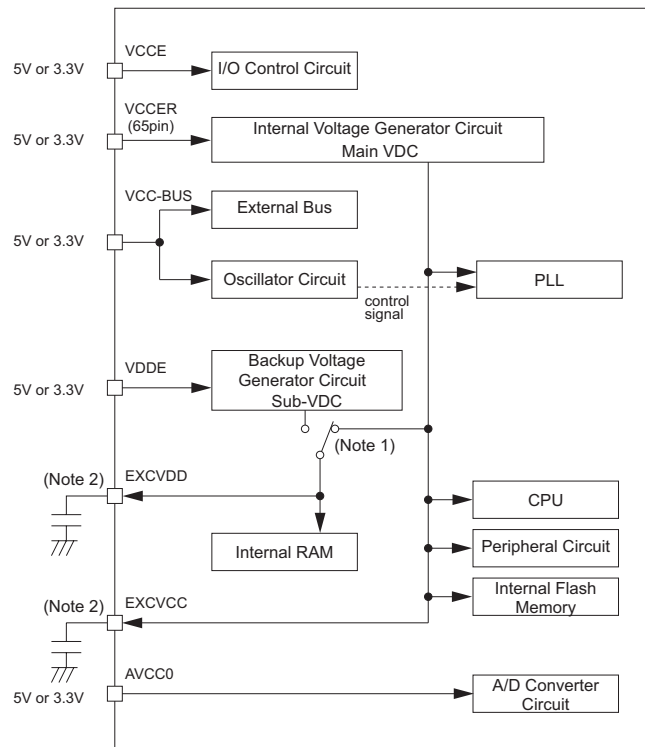 VCCE
5V or 3.3V
I/O Control Circuit
VCCER
(65pin)
5V or 3.3V
Internal Voltage Generator Circuit
Main VDC
VCC-BUS
External Bus
5V or 3.3V
Oscillator Circuit
control
signal
PLL
VDDE
5V or 3.3V
Backup Voltage
Generator Circuit
Sub-VDC
(Note 1)
(Note 2)
EXCVDD
CPU
Internal RAM
Peripheral Circuit
Internal Flash
Memory
(Note 2)
EXCVCC
AVCC0
5V or 3.3V
A/D Converter
Circuit